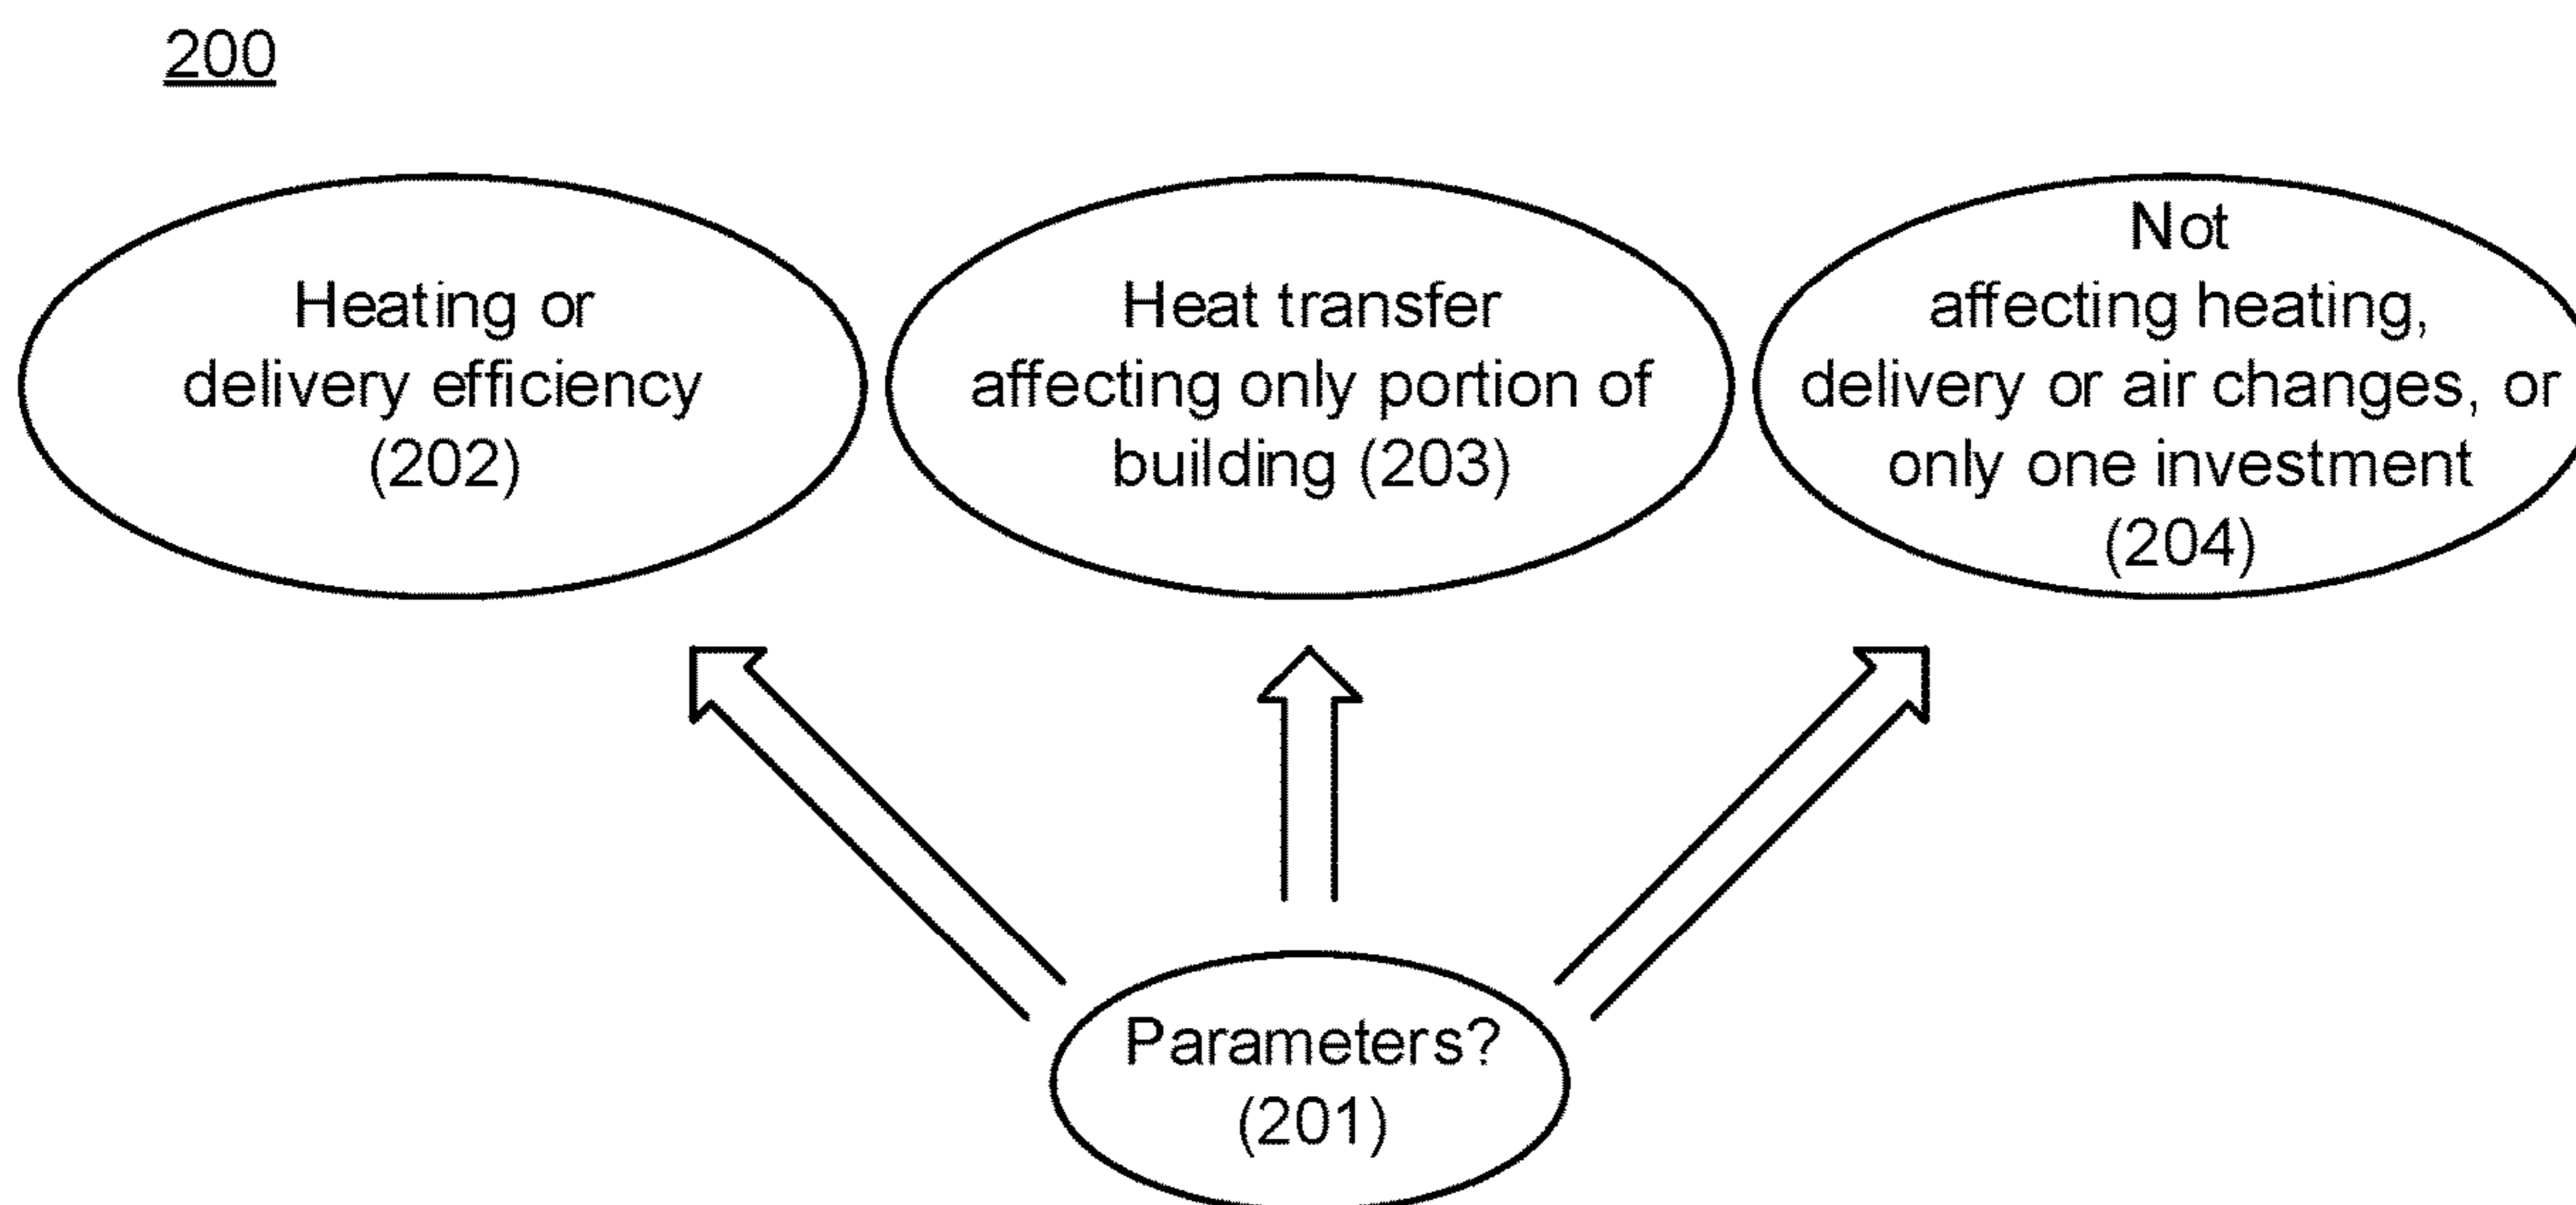 200
Heating or
delivery efficiency
(202)
Heat transfer
affecting only portion of
building (203)
Not
affecting heating,
delivery or air changes, or
only one investment
(204)
Parameters?
(201)